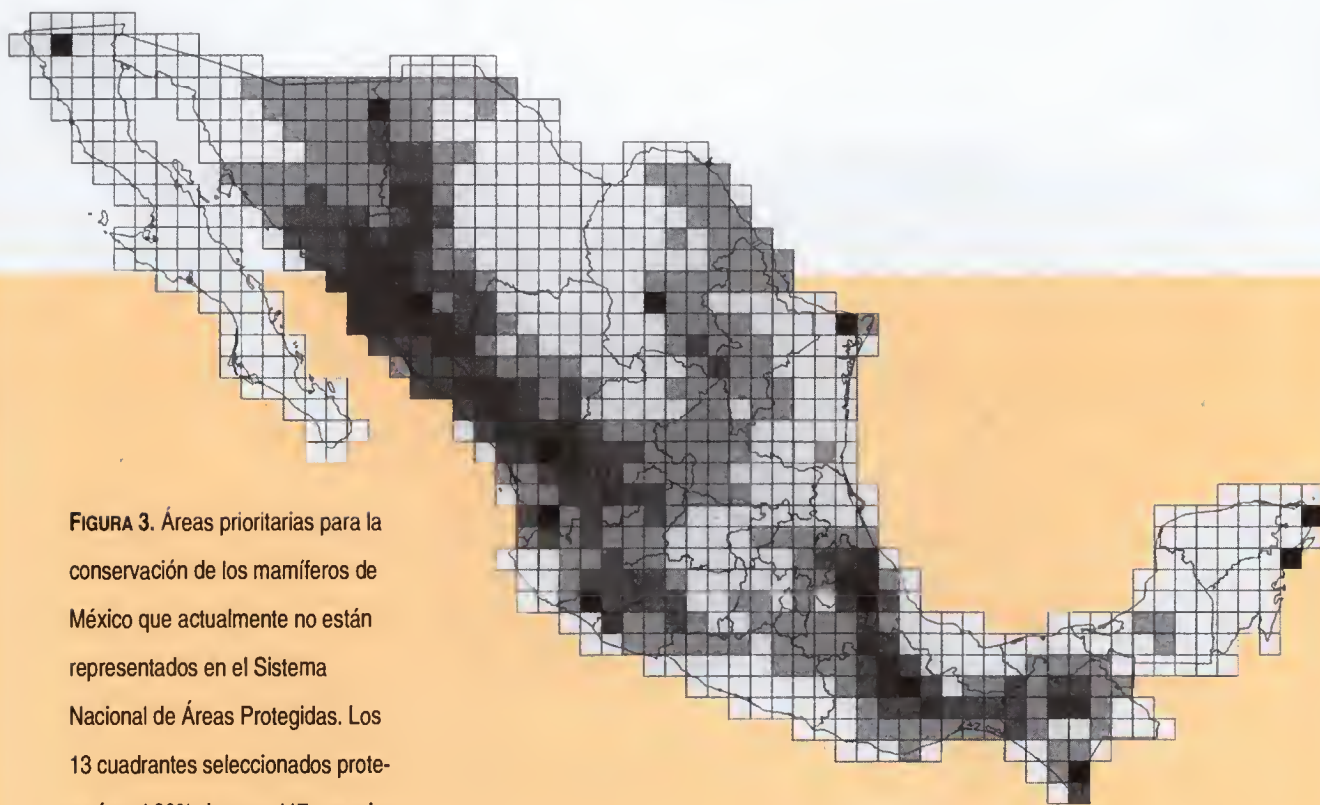 FIGURA 3. Áreas prioritarias para la
conservación de los mamíferos de
México que actualmente no están
representados en el Sistema
Nacional de Áreas Protegidas. Los
13 cuadrantes seleccionados prote-